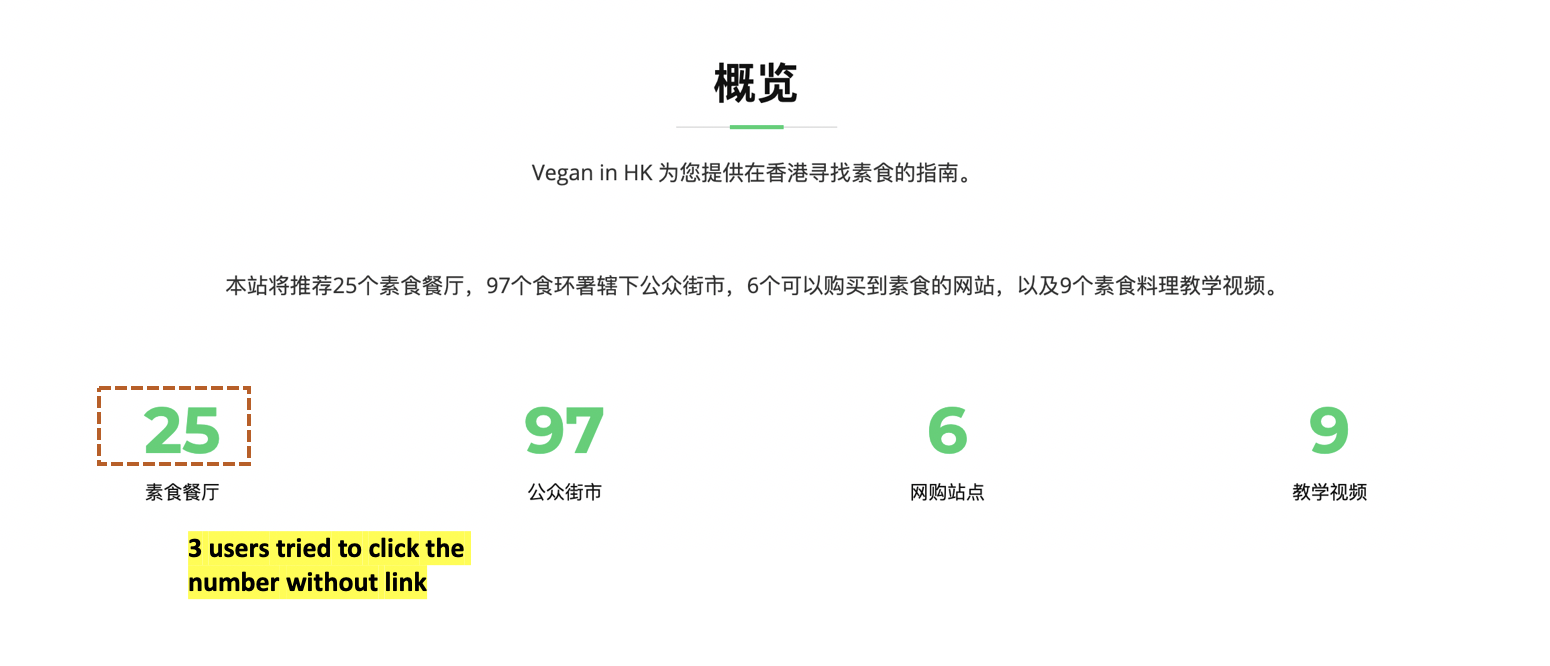 概览
Vegan in HK 为您提供在香港寻找素食的指南。
本站将推荐25个素食餐厅，97个食环署辖下公众街市，6个可以购买到素食的网站，以及9个素食料理教学视频。
25 97 6 9
素食餐厅 公众街市 网购站点 教学视频
3 users tried to click the
number without link